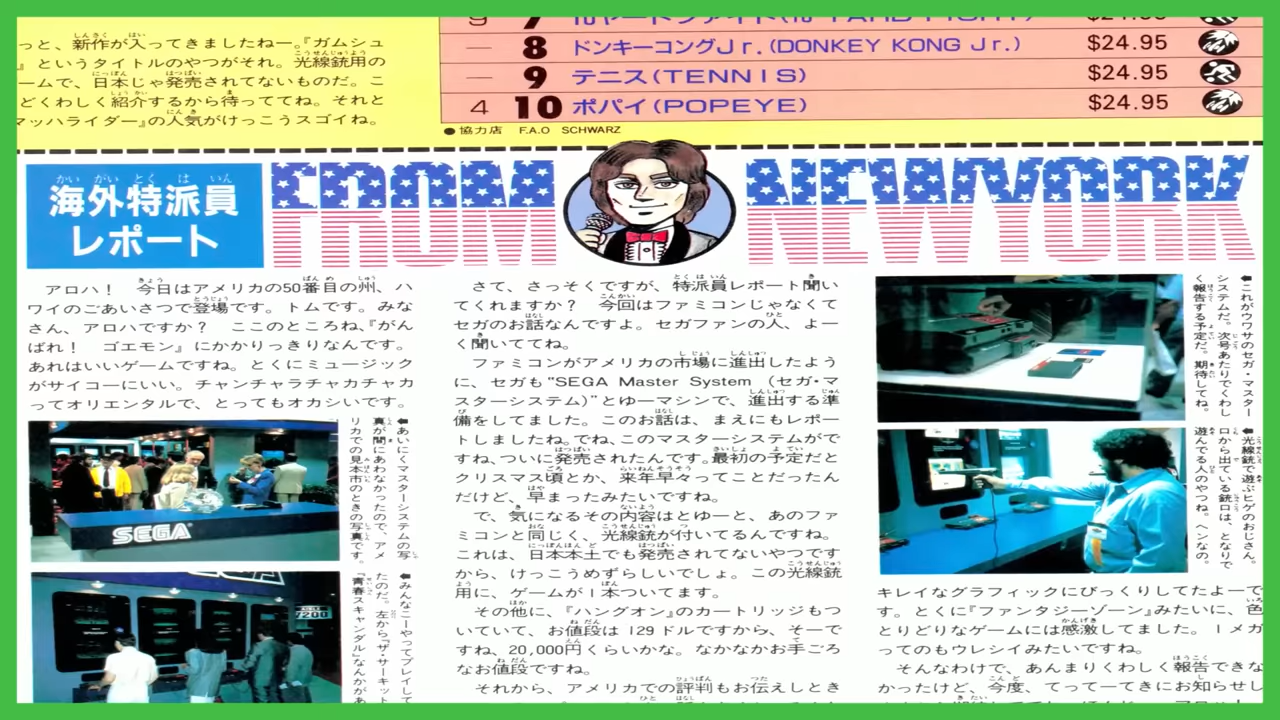 っと、新作が入ってきましたねー。『ガムシュ
』というタイトルのやつがそれ。光線銃用の
ームで、日本じゃ発売されてないものだ。こ
どくわしく紹介するから待っててね。それと
マッハライダー』の人気がけっこうスゴイね。
8 ドンキーコングJr.(DONKEY KONG Jr.) $24.95
9 テニス(TENNIS) $24.95
4 10 ポパイ(POPEYE) $24.95
●協力店 F.A.O SCHWARZ
海外特派員
レポート
FROM NEWYORK
アロハ! 今日はアメリカの50番目の州、ハ
ワイのごあいさつで登場です。トムです。みな
さん、アロハですか? ここのところね、『がん
ばれ! ゴエモン』にかかりっきりなんです。
あれはいいゲームですね。とくにミュージック
がサイコーにいい。チャンチャラチャカチャカ
ってオリエンタルで、とってもオカシいです。
SEGA
あいにくマスターシステムの写
真が間にあわなかったので、アメ
リカでの見本市のときの写真です。
7200
みんなこーやってプレイして
たのだ。左から『ザ・サーキット
『青春スキャンダル』なんかがあ
さて、さっそくですが、特派員レポート聞い
てくれますか? 今回はファミコンじゃなくて
セガのお話なんですよ。セガファンの人、よー
く聞いててね。
ファミコンがアメリカの市場に進出したよう
に、セガも"SEGA Master System (セガ・マ
スターシステム)"とゆーマシンで、進出する準
備をしてました。このお話は、まえにもレポー
トしましたね。でね、このマスターシステムがで
すね、ついに発売されたんです。最初の予定だと
クリスマス頃とか、来年早々ってことだったん
だけど、早まったみたいですね。
で、気になるその内容はとゆーと、あのファ
ミコンと同じく、光線銃が付いてるんですね。
これは、日本本土でも発売されてないやつです
から、けっこうめずらしいでしょ。この光線銃
用に、ゲームが1本ついてます。
その他に、『ハングオン』のカートリッジもつ
いていて、お値段は129ドルですから、そーで
すね、20,000円くらいかな。なかなかお手ごろ
なお値段ですね。
それから、アメリカでの評判もお伝えしとき
これがウワサのセガ・マスター
システムだ。次号あたりでくわし
く報告する予定だ。期待してね。
光線銃で遊ぶヒゲのおじさん。
口から出ている銃口は、となりで
遊んでる人のやつね。ヘンなの。
キレイなグラフィックにびっくりしてたよーで
す。とくに『ファンタジーゾーン』みたいに、色
とりどりなゲームには感激してました。1メガ
ってのもウレシイみたいですね。
そんなわけで、あんまりくわしく報告できな
かったけど、今度、てってー的にお知らせし